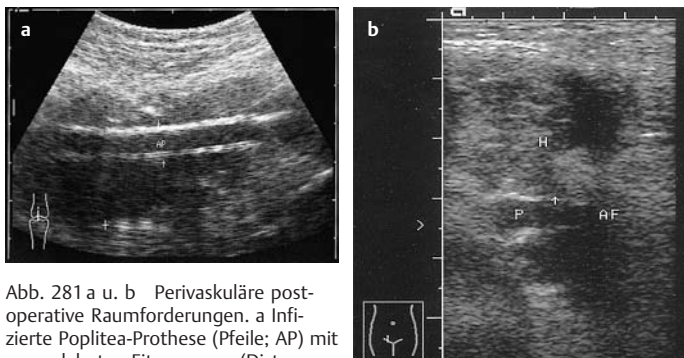 a
AP
b
H
P
AF
Abb. 281 a u. b Perivaskuläre post-
operative Raumforderungen. a Infi-
zierte Poplitea-Prothese (Pfeile; AP) mit